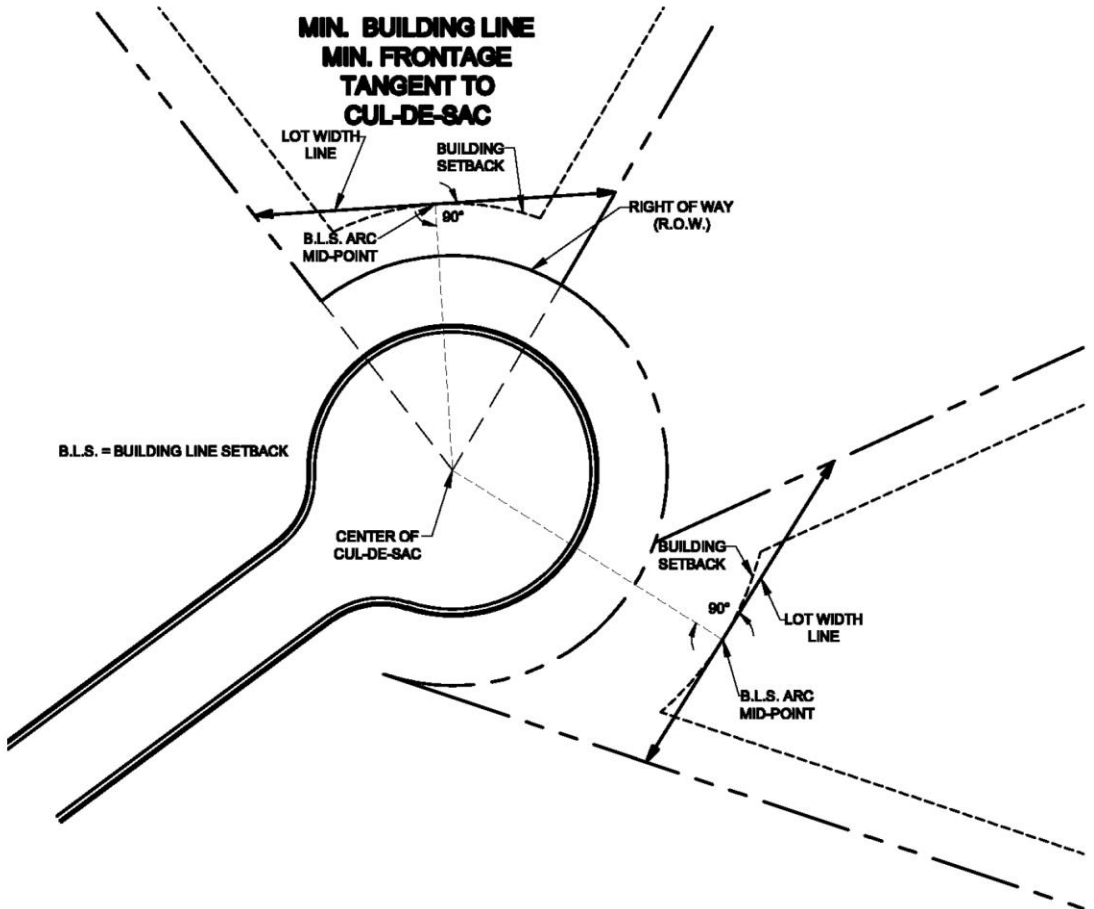 MIN. BUILDING LINE
MIN. FRONTAGE
TANGENT TO
CUL-DE-SAC
LOT WIDTH
LINE
BUILDING
SETBACK
B.L.S. ARC
MID-POINT
90°
RIGHT OF WAY
(R.O.W.)
B.L.S. = BUILDING LINE SETBACK
CENTER OF
CUL-DE-SAC
BUILDING
SETBACK
90°
LOT WIDTH
LINE
B.L.S. ARC
MID-POINT